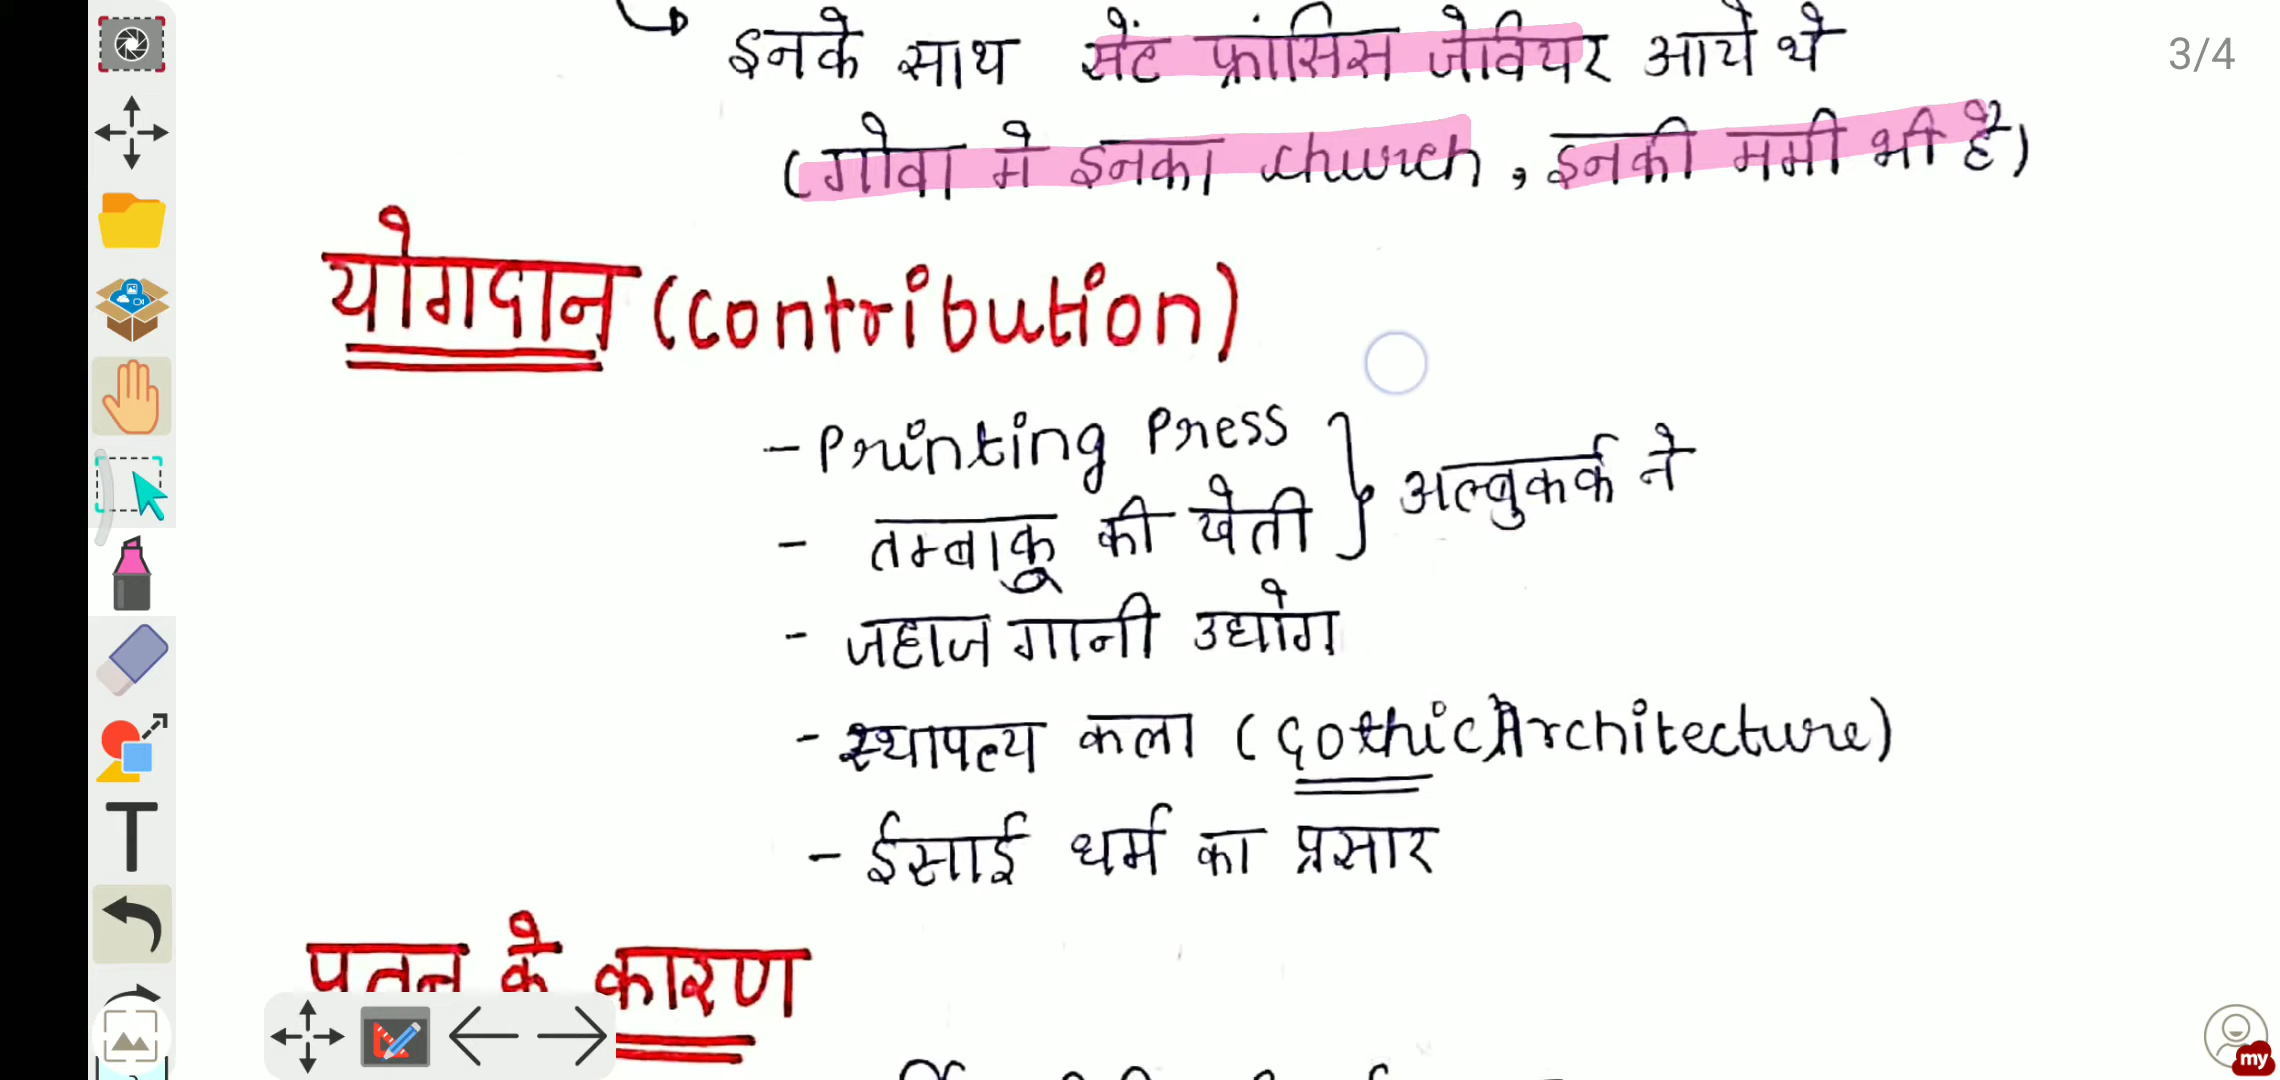 इनके साथ सेंट फ्रांसिस जेवियर आये थे
3/4
(गोवा मे इनका church, इनकी ममी भी है)
योगदान (Contribution)
- Printing Press
- तम्बाकू की खेती } अल्बुकर्क ने
- जहाज गानी उद्योग
- स्थापत्य कला (Gothic Architecture)
- ईसाई धर्म का प्रसार
पतन के कारण
T
my